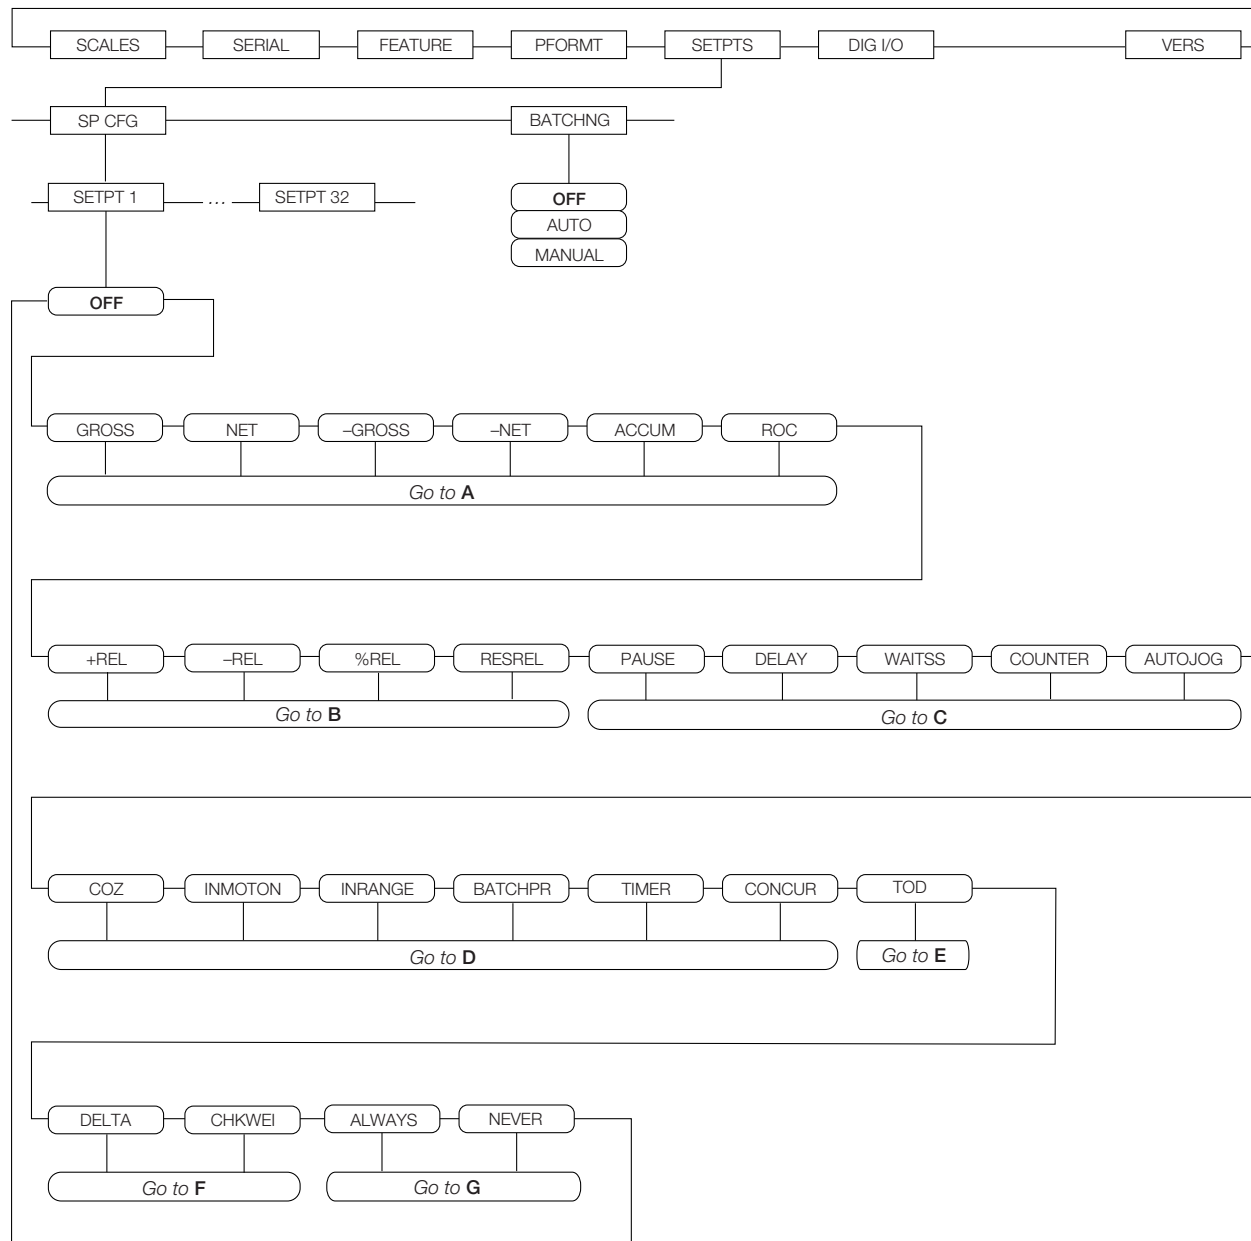 SCALES SERIAL FEATURE PFORMT SETPTS DIG I/O VERS
SP CFG BATCHNG
SETPT 1 ... SETPT 32
OFF
AUTO
MANUAL
OFF
GROSS NET –GROSS –NET ACCUM ROC
Go to A
+REL –REL %REL RESREL PAUSE DELAY WAITSS COUNTER AUTOJOG
Go to B Go to C
COZ INMOTON INRANGE BATCHPR TIMER CONCUR TOD
Go to D Go to E
DELTA CHKWEI ALWAYS NEVER
Go to F Go to G